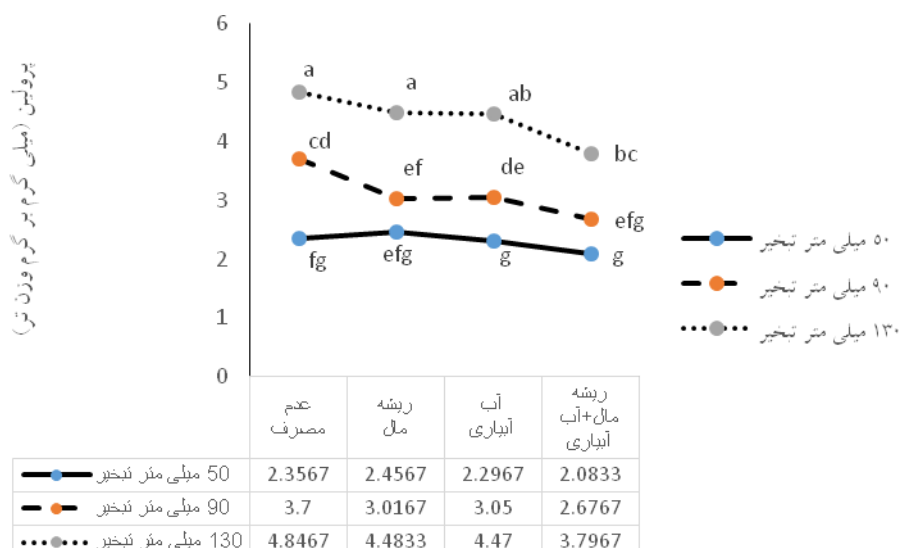 پرولین (میلی گرم بر گرم وزن تر)
6
5
4
3
2
1
0
a
a
ab
bc
cd
ef
de
efg
fg
efg
g
g
۵۰ میلی متر تبخیر
۹۰ میلی متر تبخیر
۱۳۰ میلی متر تبخیر
عدم مصرف
ریشه مال
آب آبیاری
ریشه مال+آب آبیاری
50 میلی متر تبخیر 2.3567 2.4567 2.2967 2.0833
90 میلی متر تبخیر 3.7 3.0167 3.05 2.6767
130 میلی متر تبخیر 4.8467 4.4833 4.47 3.7967